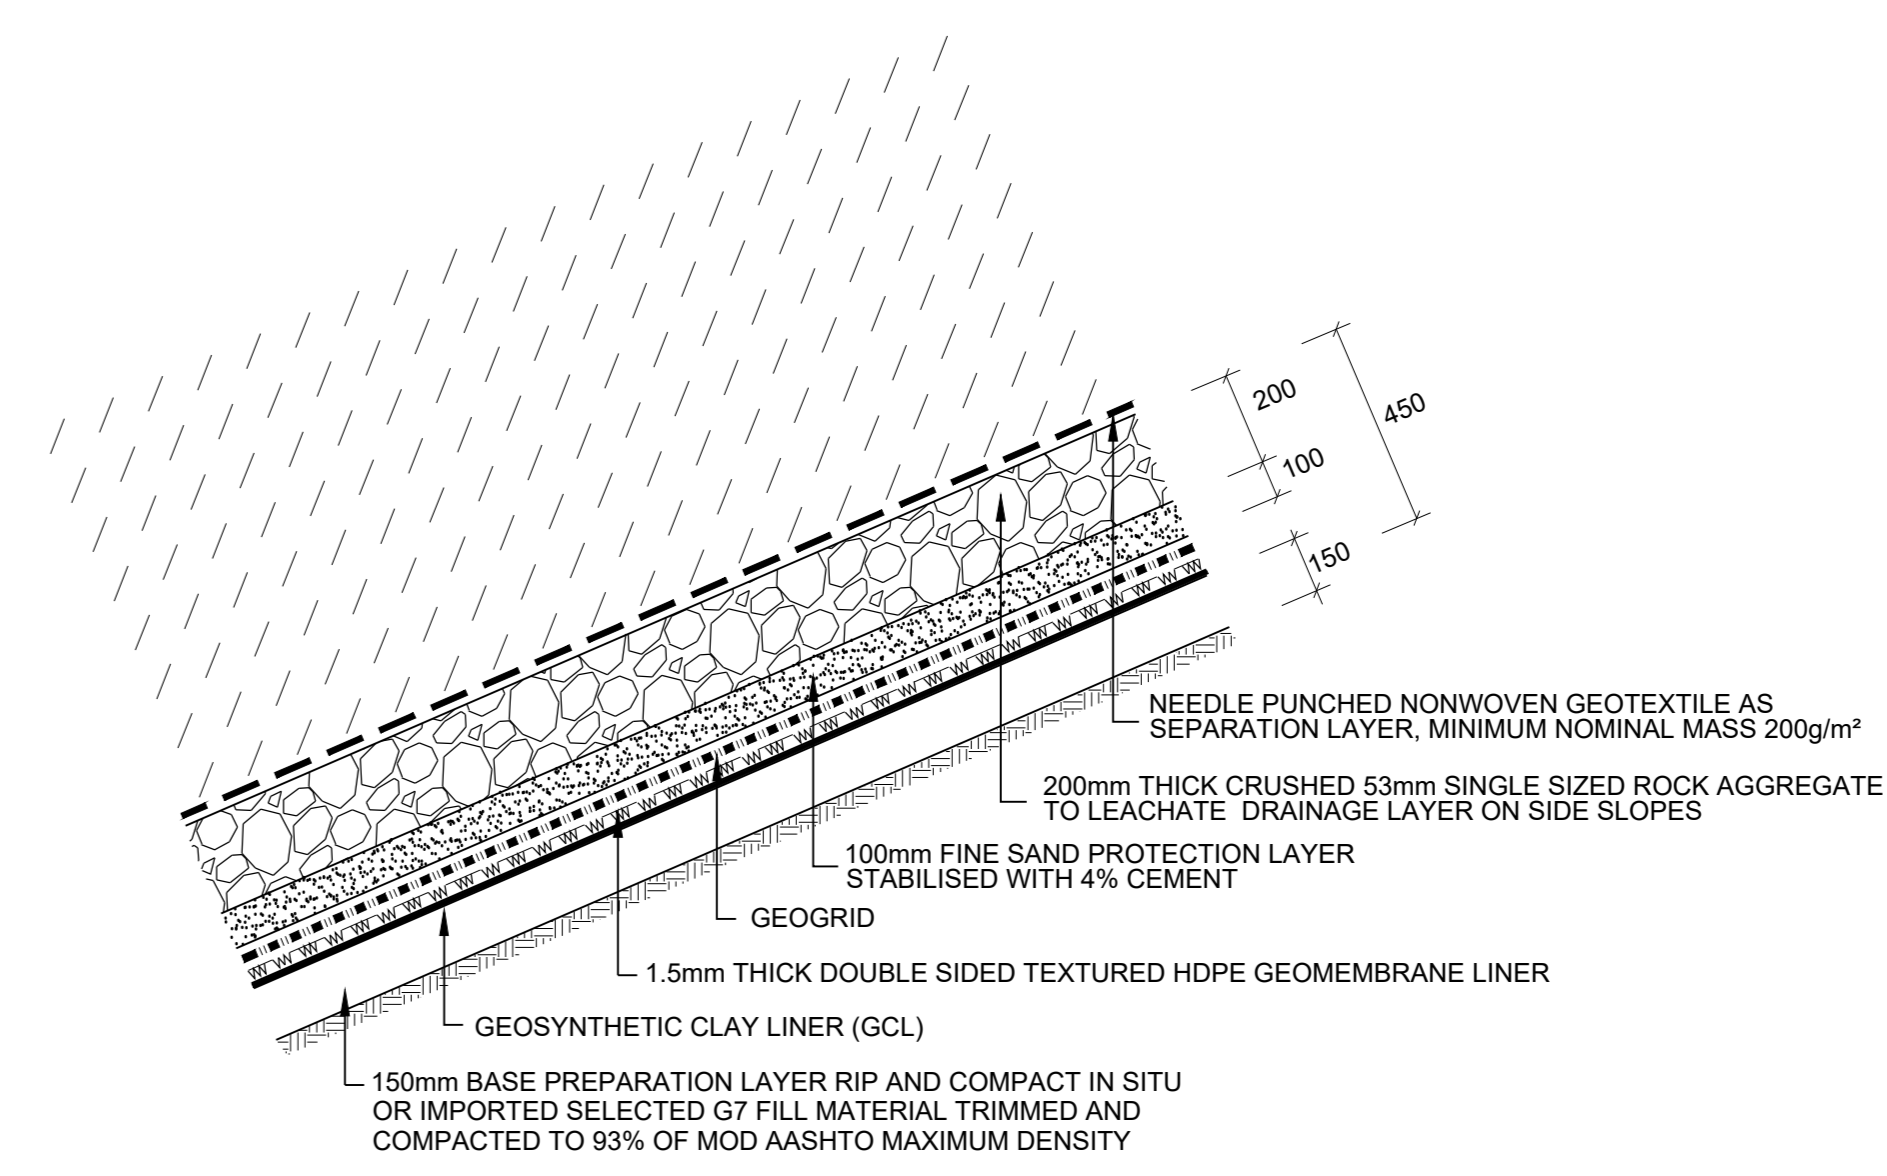 200
450
100
150
NEEDLE PUNCHED NONWOVEN GEOTEXTILE AS
SEPARATION LAYER, MINIMUM NOMINAL MASS 200g/m²
200mm THICK CRUSHED 53mm SINGLE SIZED ROCK AGGREGATE
TO LEACHATE DRAINAGE LAYER ON SIDE SLOPES
100mm FINE SAND PROTECTION LAYER
STABILISED WITH 4% CEMENT
GEOGRID
1.5mm THICK DOUBLE SIDED TEXTURED HDPE GEOMEMBRANE LINER
GEOSYNTHETIC CLAY LINER (GCL)
150mm BASE PREPARATION LAYER RIP AND COMPACT IN SITU
OR IMPORTED SELECTED G7 FILL MATERIAL TRIMMED AND
COMPACTED TO 93% OF MOD AASHTO MAXIMUM DENSITY